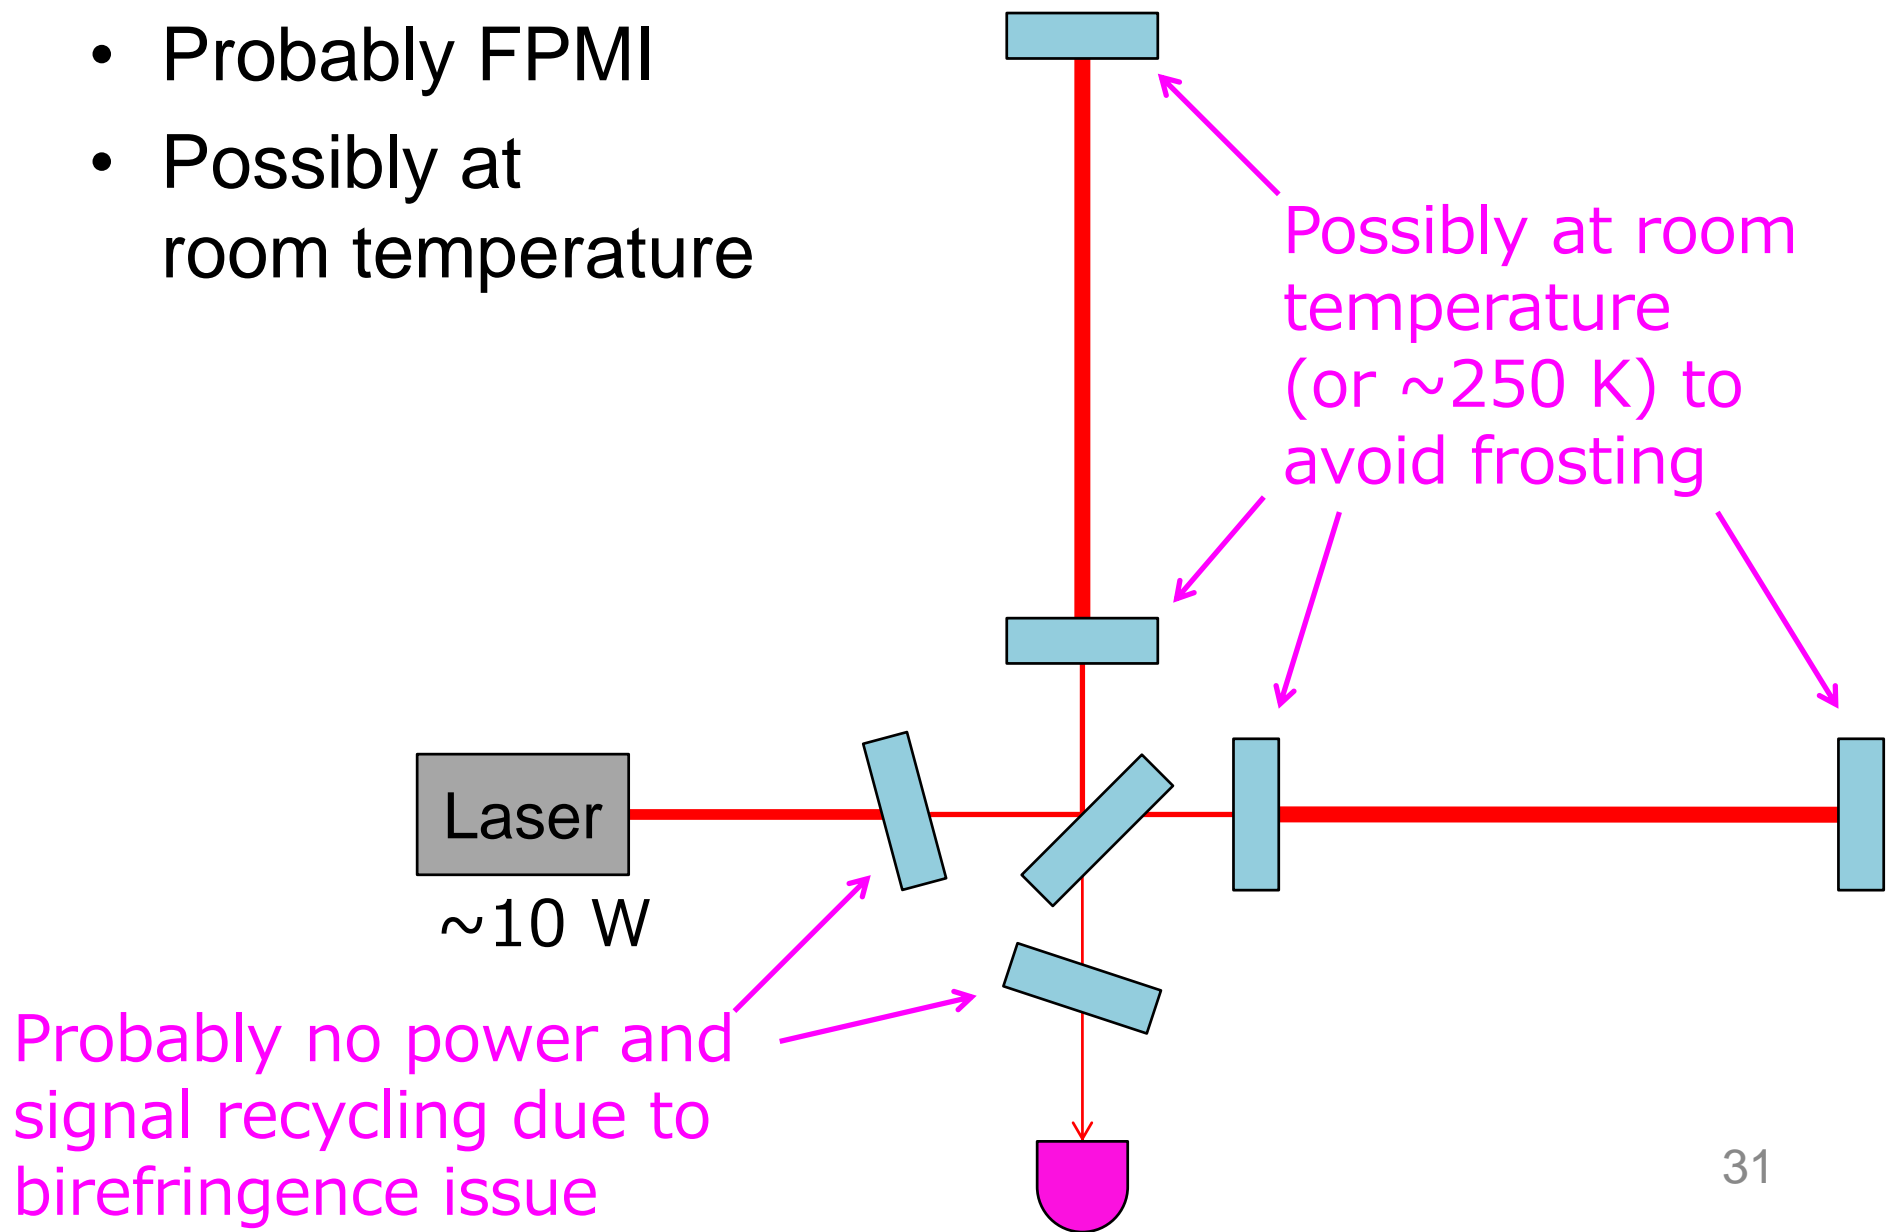 • Probably FPMI
• Possibly at
room temperature
Possibly at room
temperature
(or ~250 K) to
avoid frosting
Laser
~10 W
Probably no power and
signal recycling due to
birefringence issue
31